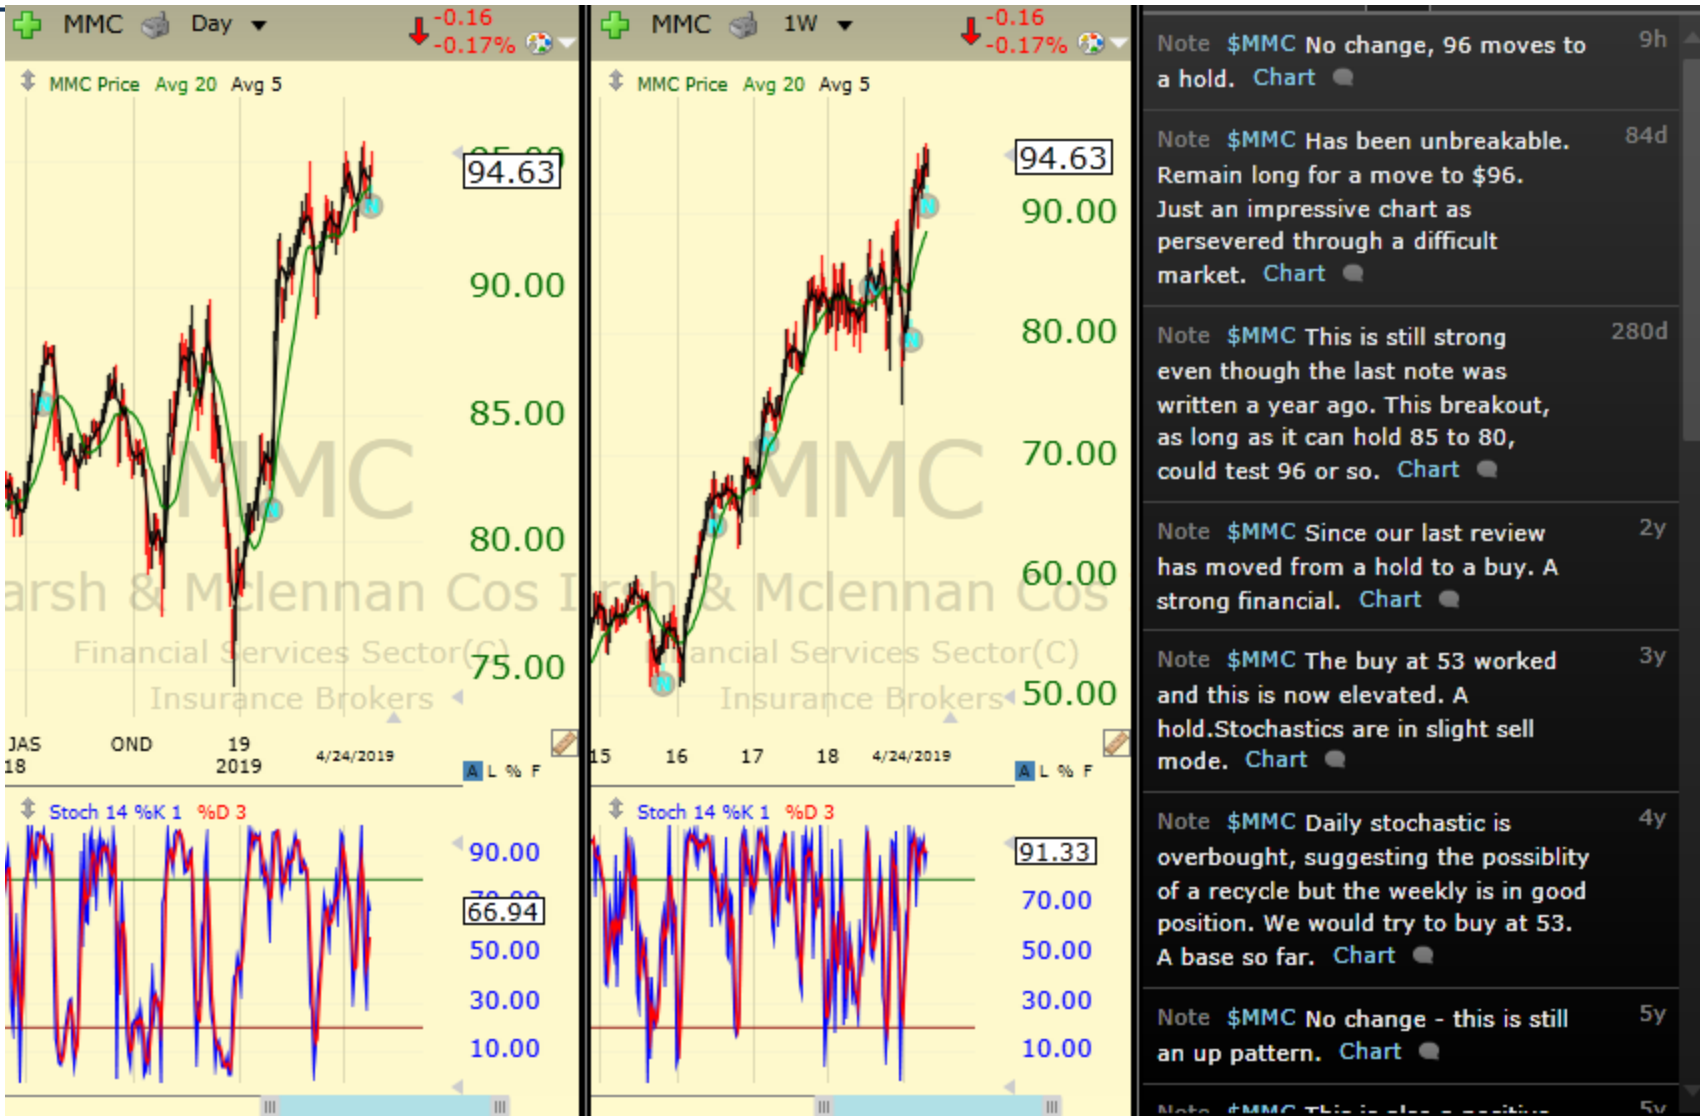 MMC Day
-0.16
-0.17%
MMC Price Avg 20 Avg 5
94.63
90.00
85.00
80.00
75.00
MMC
arsh & Mclennan Cos I
Financial Services Sector(C)
Insurance Brokers
JAS OND 19
18 2019 4/24/2019
A L % F
Stoch 14 %K 1 %D 3
90.00
66.94
50.00
30.00
10.00
MMC 1W
-0.16
-0.17%
MMC Price Avg 20 Avg 5
94.63
90.00
80.00
70.00
60.00
50.00
MMC
& Mclennan Cos
ancial Services Sector(C)
Insurance Brokers
15 16 17 18 4/24/2019
A L % F
Stoch 14 %K 1 %D 3
91.33
70.00
50.00
30.00
10.00
Note $MMC No change, 96 moves to 9h
a hold. Chart
Note $MMC Has been unbreakable. 84d
Remain long for a move to $96.
Just an impressive chart as
persevered through a difficult
market. Chart
Note $MMC This is still strong 280d
even though the last note was
written a year ago. This breakout,
as long as it can hold 85 to 80,
could test 96 or so. Chart
Note $MMC Since our last review 2y
has moved from a hold to a buy. A
strong financial. Chart
Note $MMC The buy at 53 worked 3y
and this is now elevated. A
hold.Stochastics are in slight sell
mode. Chart
Note $MMC Daily stochastic is 4y
overbought, suggesting the possiblity
of a recycle but the weekly is in good
position. We would try to buy at 53.
A base so far. Chart
Note $MMC No change - this is still 5y
an up pattern. Chart
Note $MMC This is also a positive 5y